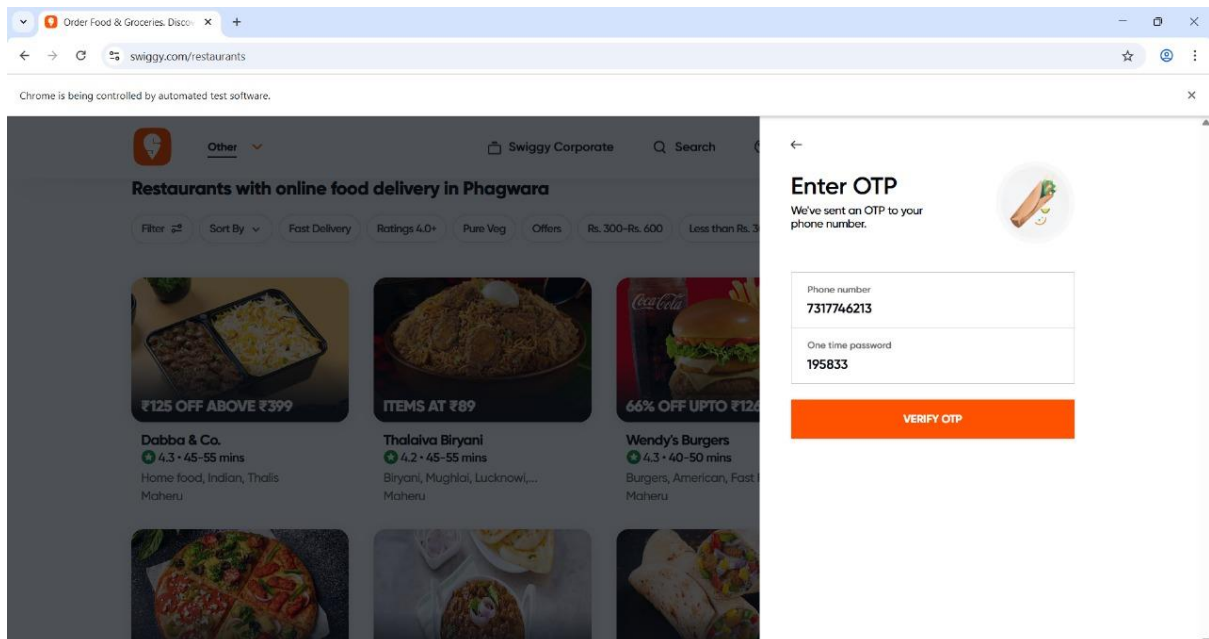 Order Food & Groceries. Discov
swiggy.com/restaurants
Chrome is being controlled by automated test software.
Other
Swiggy Corporate
Search
Restaurants with online food delivery in Phagwara
Filter
Sort By
Fast Delivery
Ratings 4.0+
Pure Veg
Offers
Rs. 300-Rs. 600
Less than Rs. 3
Coca-Cola
₹125 OFF ABOVE ₹399
ITEMS AT ₹89
66% OFF UPTO ₹126
Dabba & Co.
4.3 • 45-55 mins
Home food, Indian, Thalis
Maheru
Thalaiva Biryani
4.2 • 45-55 mins
Biryani, Mughlai, Lucknowi,...
Maheru
Wendy's Burgers
4.3 • 40-50 mins
Burgers, American, Fast
Maheru
Enter OTP
We've sent an OTP to your
phone number.
Phone number
7317746213
One time password
195833
VERIFY OTP